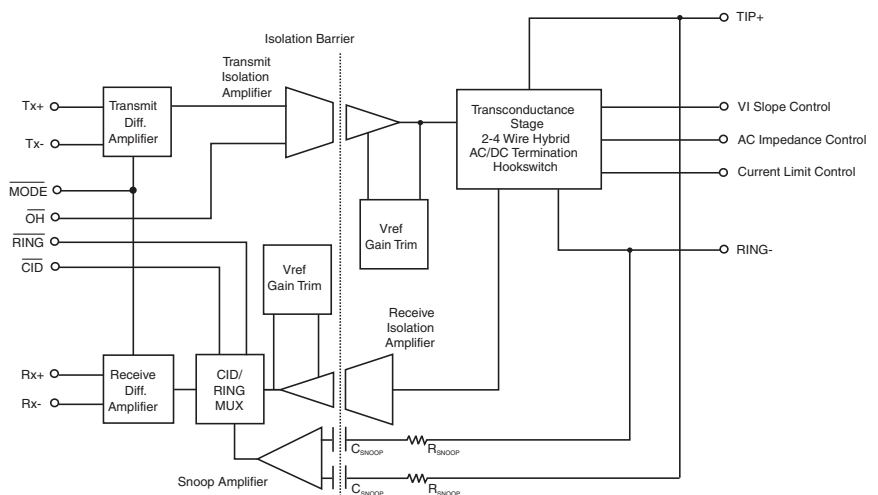 TIP+
Isolation Barrier
Transmit
Isolation
Amplifier
Tx+
Tx-
Transmit
Diff.
Amplifier
Transconductance
Stage
2-4 Wire Hybrid
AC/DC Termination
Hookswitch
VI Slope Control
AC Impedance Control
Current Limit Control
MODE
OH
RING
CID
Vref
Gain Trim
RING-
Vref
Gain Trim
Receive
Isolation
Amplifier
Rx+
Rx-
Receive
Diff.
Amplifier
CID/
RING
MUX
CSNOOP
RSNOOP
Snoop Amplifier
CSNOOP
RSNOOP